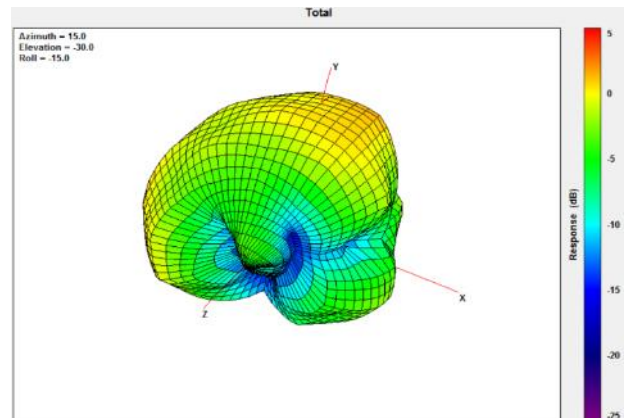 Total
Azimuth = 15.0
Elevation = -30.0
Roll = -15.0
Y
X
Z
5
0
-5
-10
-15
-20
-25
Response (dB)